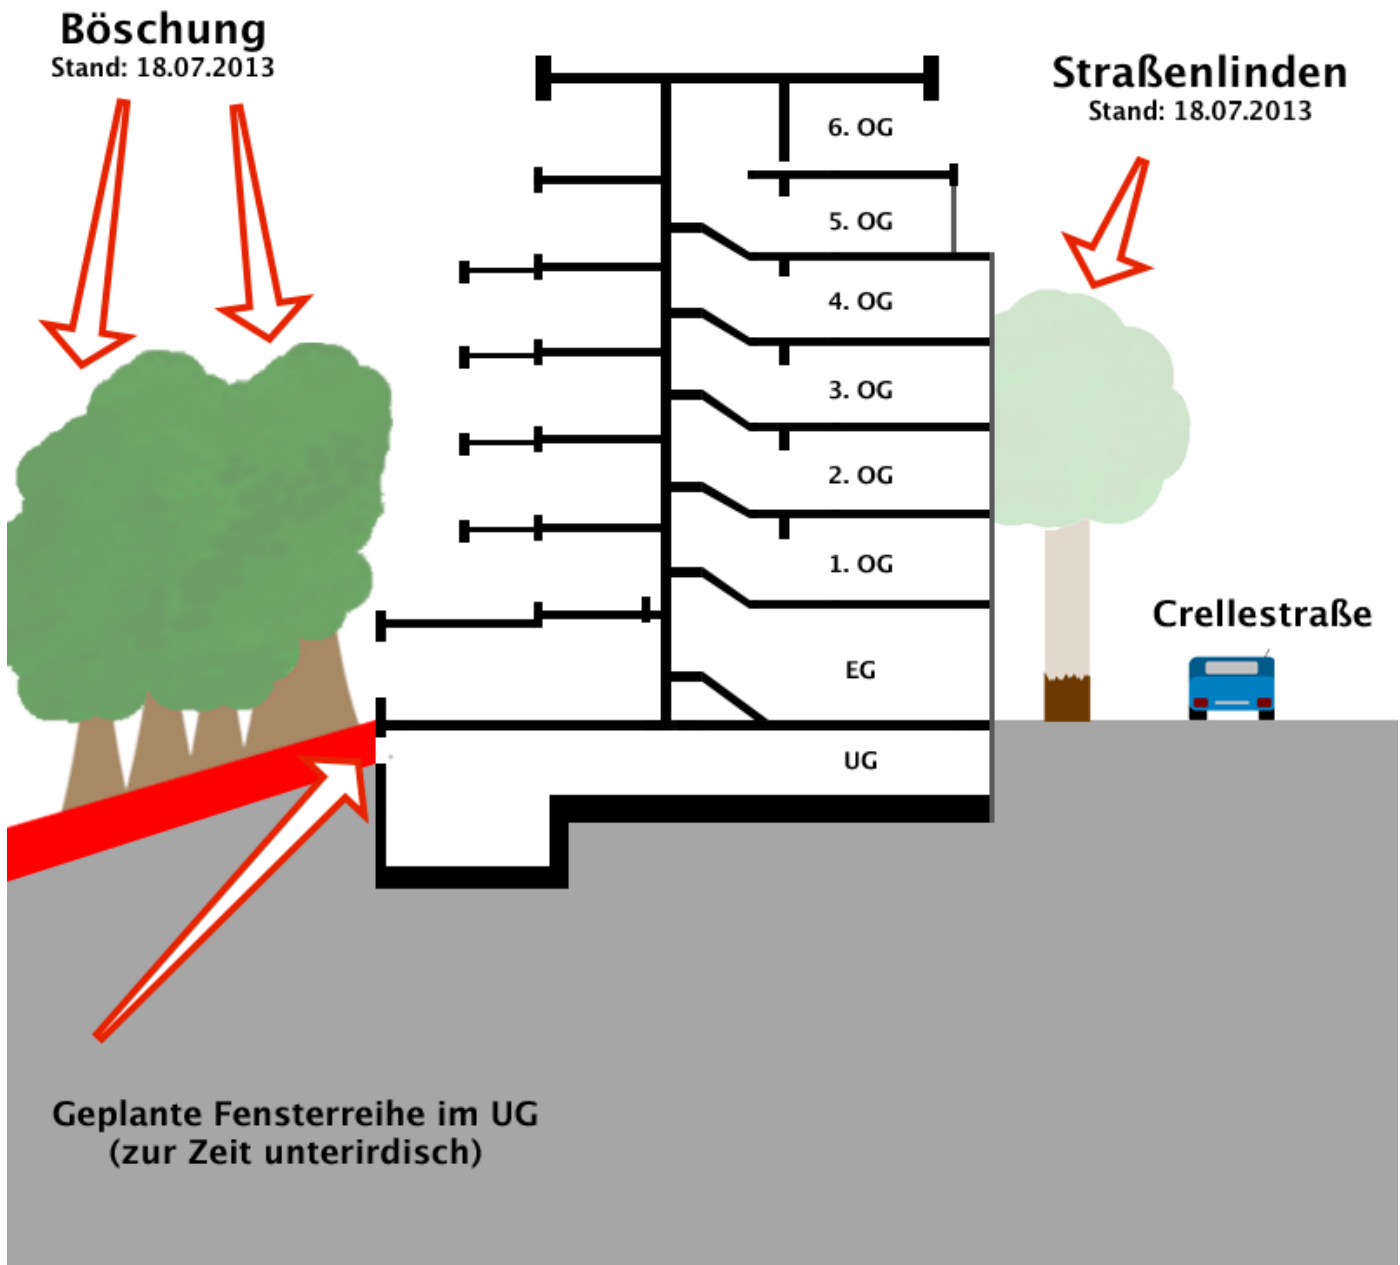 Böschung
Stand: 18.07.2013
Straßenlinden
Stand: 18.07.2013
6. OG
5. OG
4. OG
3. OG
2. OG
1. OG
Crellestraße
EG
UG
Geplante Fensterreihe im UG
(zur Zeit unterirdisch)